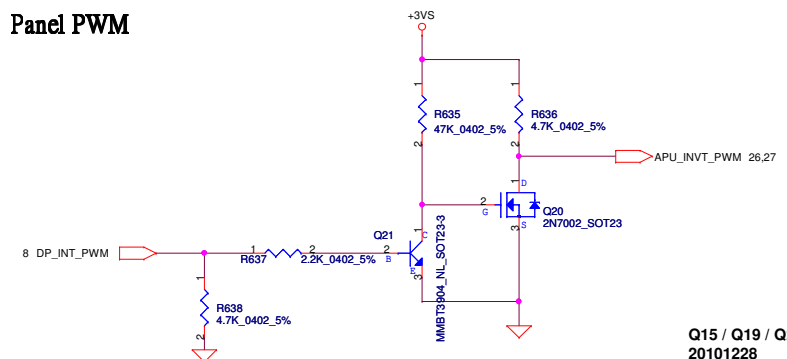 Panel PWM
+3VS
1
1
R635
47K_0402_5%
R636
4.7K_0402_5%
2
2
APU_INVT_PWM 26,27
1 D
2 G
Q20
2N7002_SOT23
S
3
Q21
1
C
8 DP_INT_PWM
1
2
2
B
R637
2.2K_0402_5%
E
3
MMBT3904_NL_SOT23-3
1
R638
4.7K_0402_5%
2
Q15 / Q19 / Q
20101228